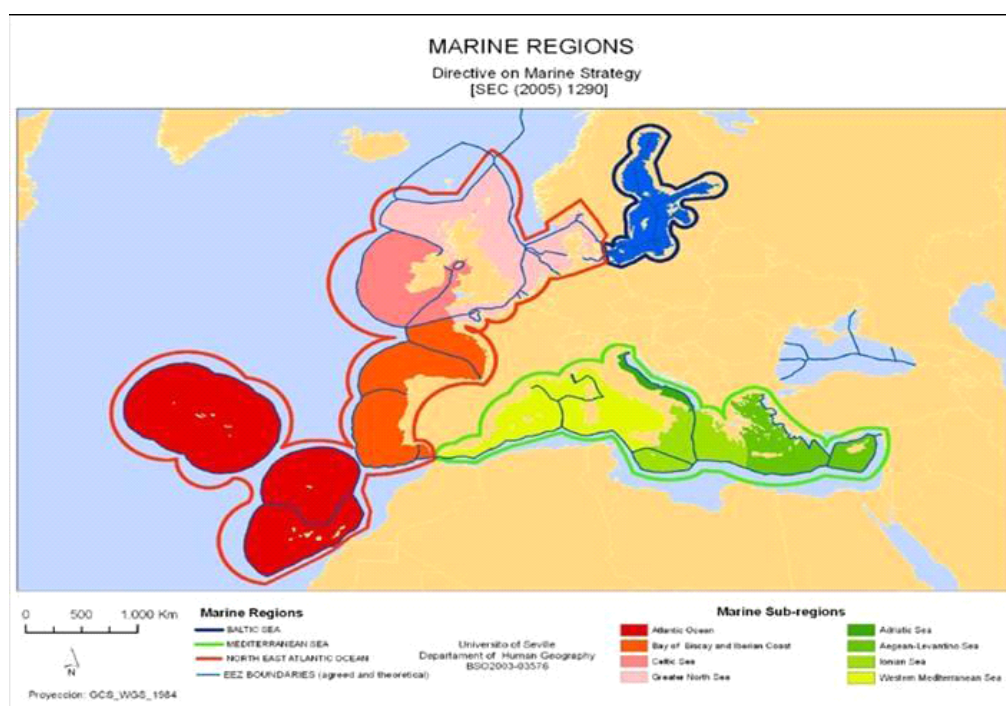 MARINE REGIONS
Directive on Marine Strategy
[SEC (2005) 1290]
0 500 1.000 Km
N
Proyeccion: GCS_WGS_1984
Marine Regions
BALTIC SEA
MEDITERRANEAN SEA
NORTH EAST ATLANTIC OCEAN
EEZ BOUNDARIES (agreed and theoretical)
Universito of Seville
Departament of Human Geography
BSO2003-03576
Marine Sub-regions
Atlantic Ocean
Bay of Biscay and Iberian Coast
Celtic Sea
Greater North Sea
Adriatic Sea
Aegean-Levantino Sea
Ionian Sea
Western Mediterranean Sea